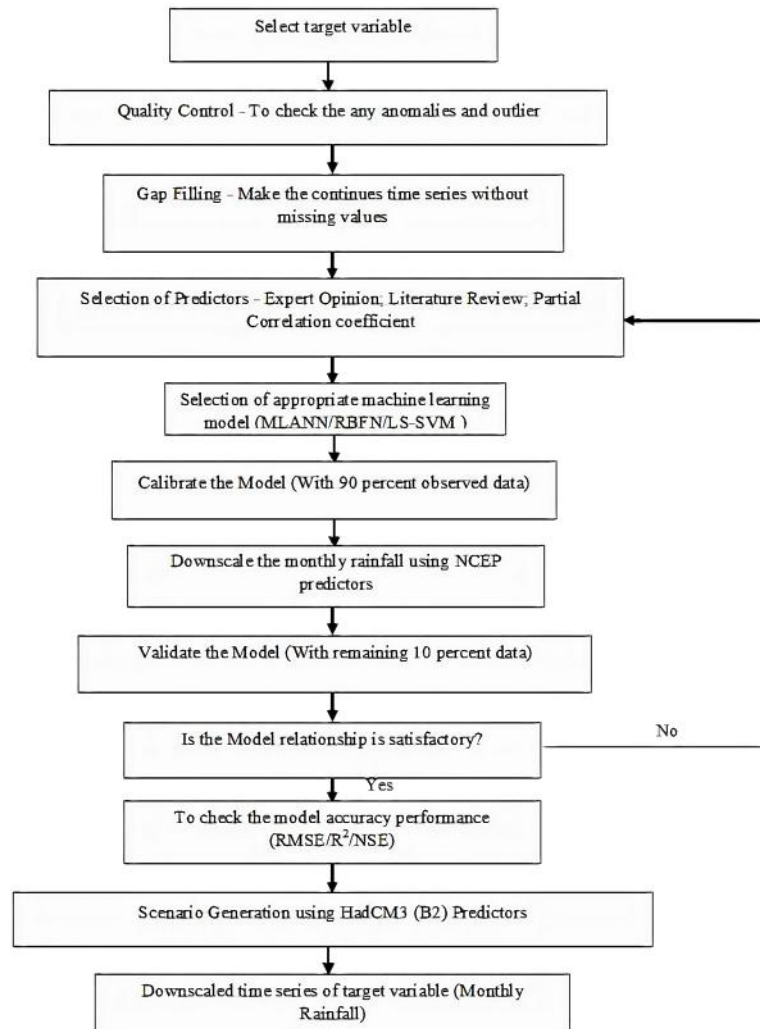 Select target variable
Quality Control - To check the any anomalies and outlier
Gap Filling - Make the continues time series without
missing values
Selection of Predictors - Expert Opinion; Literature Review; Partial
Correlation coefficient
Selection of appropriate machine learning
model (MLANN/RBFN/LS-SVM )
Calibrate the Model (With 90 percent observed data)
Downscale the monthly rainfall using NCEP
predictors
Validate the Model (With remaining 10 percent data)
Is the Model relationship is satisfactory?
No
Yes
To check the model accuracy performance
(RMSE/R²/NSE)
Scenario Generation using HadCM3 (B2) Predictors
Downscaled time series of target variable (Monthly
Rainfall)